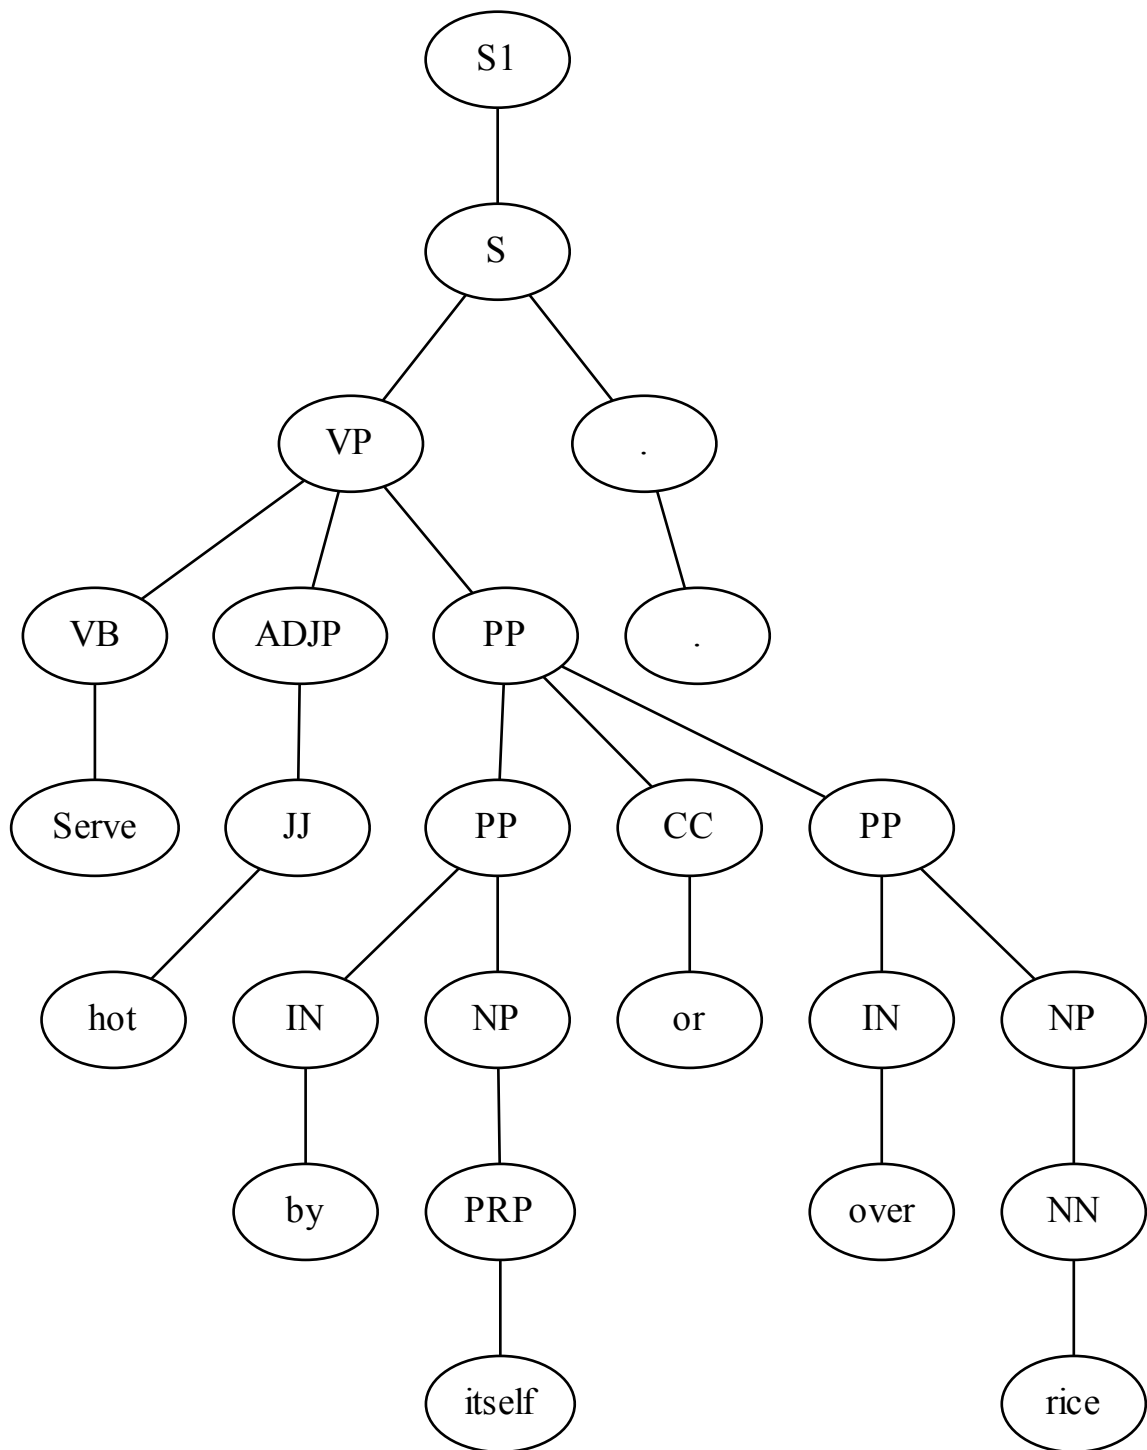 S1
S
VP .
VB ADJP PP .
Serve JJ PP CC PP
hot IN NP or IN NP
by PRP over NN
itself rice